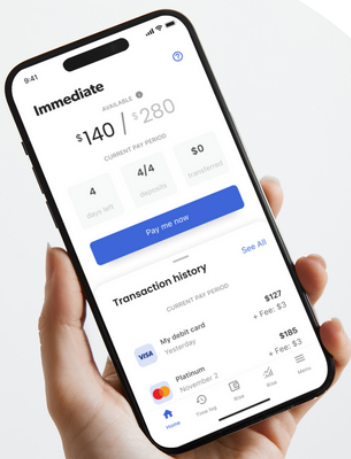 9:41
Immediate
AVAILABLE
$140 / $280
CURRENT PAY PERIOD
4
days left
4/4
deposits
$0
transferred
Pay me now
Transaction history
See All
CURRENT PAY PERIOD
VISA
My debit card
Yesterday
$127
+ Fee: $3
Platinum
November 2
$185
+ Fee: $3
Home
Time log
Rise
Rise
Menu